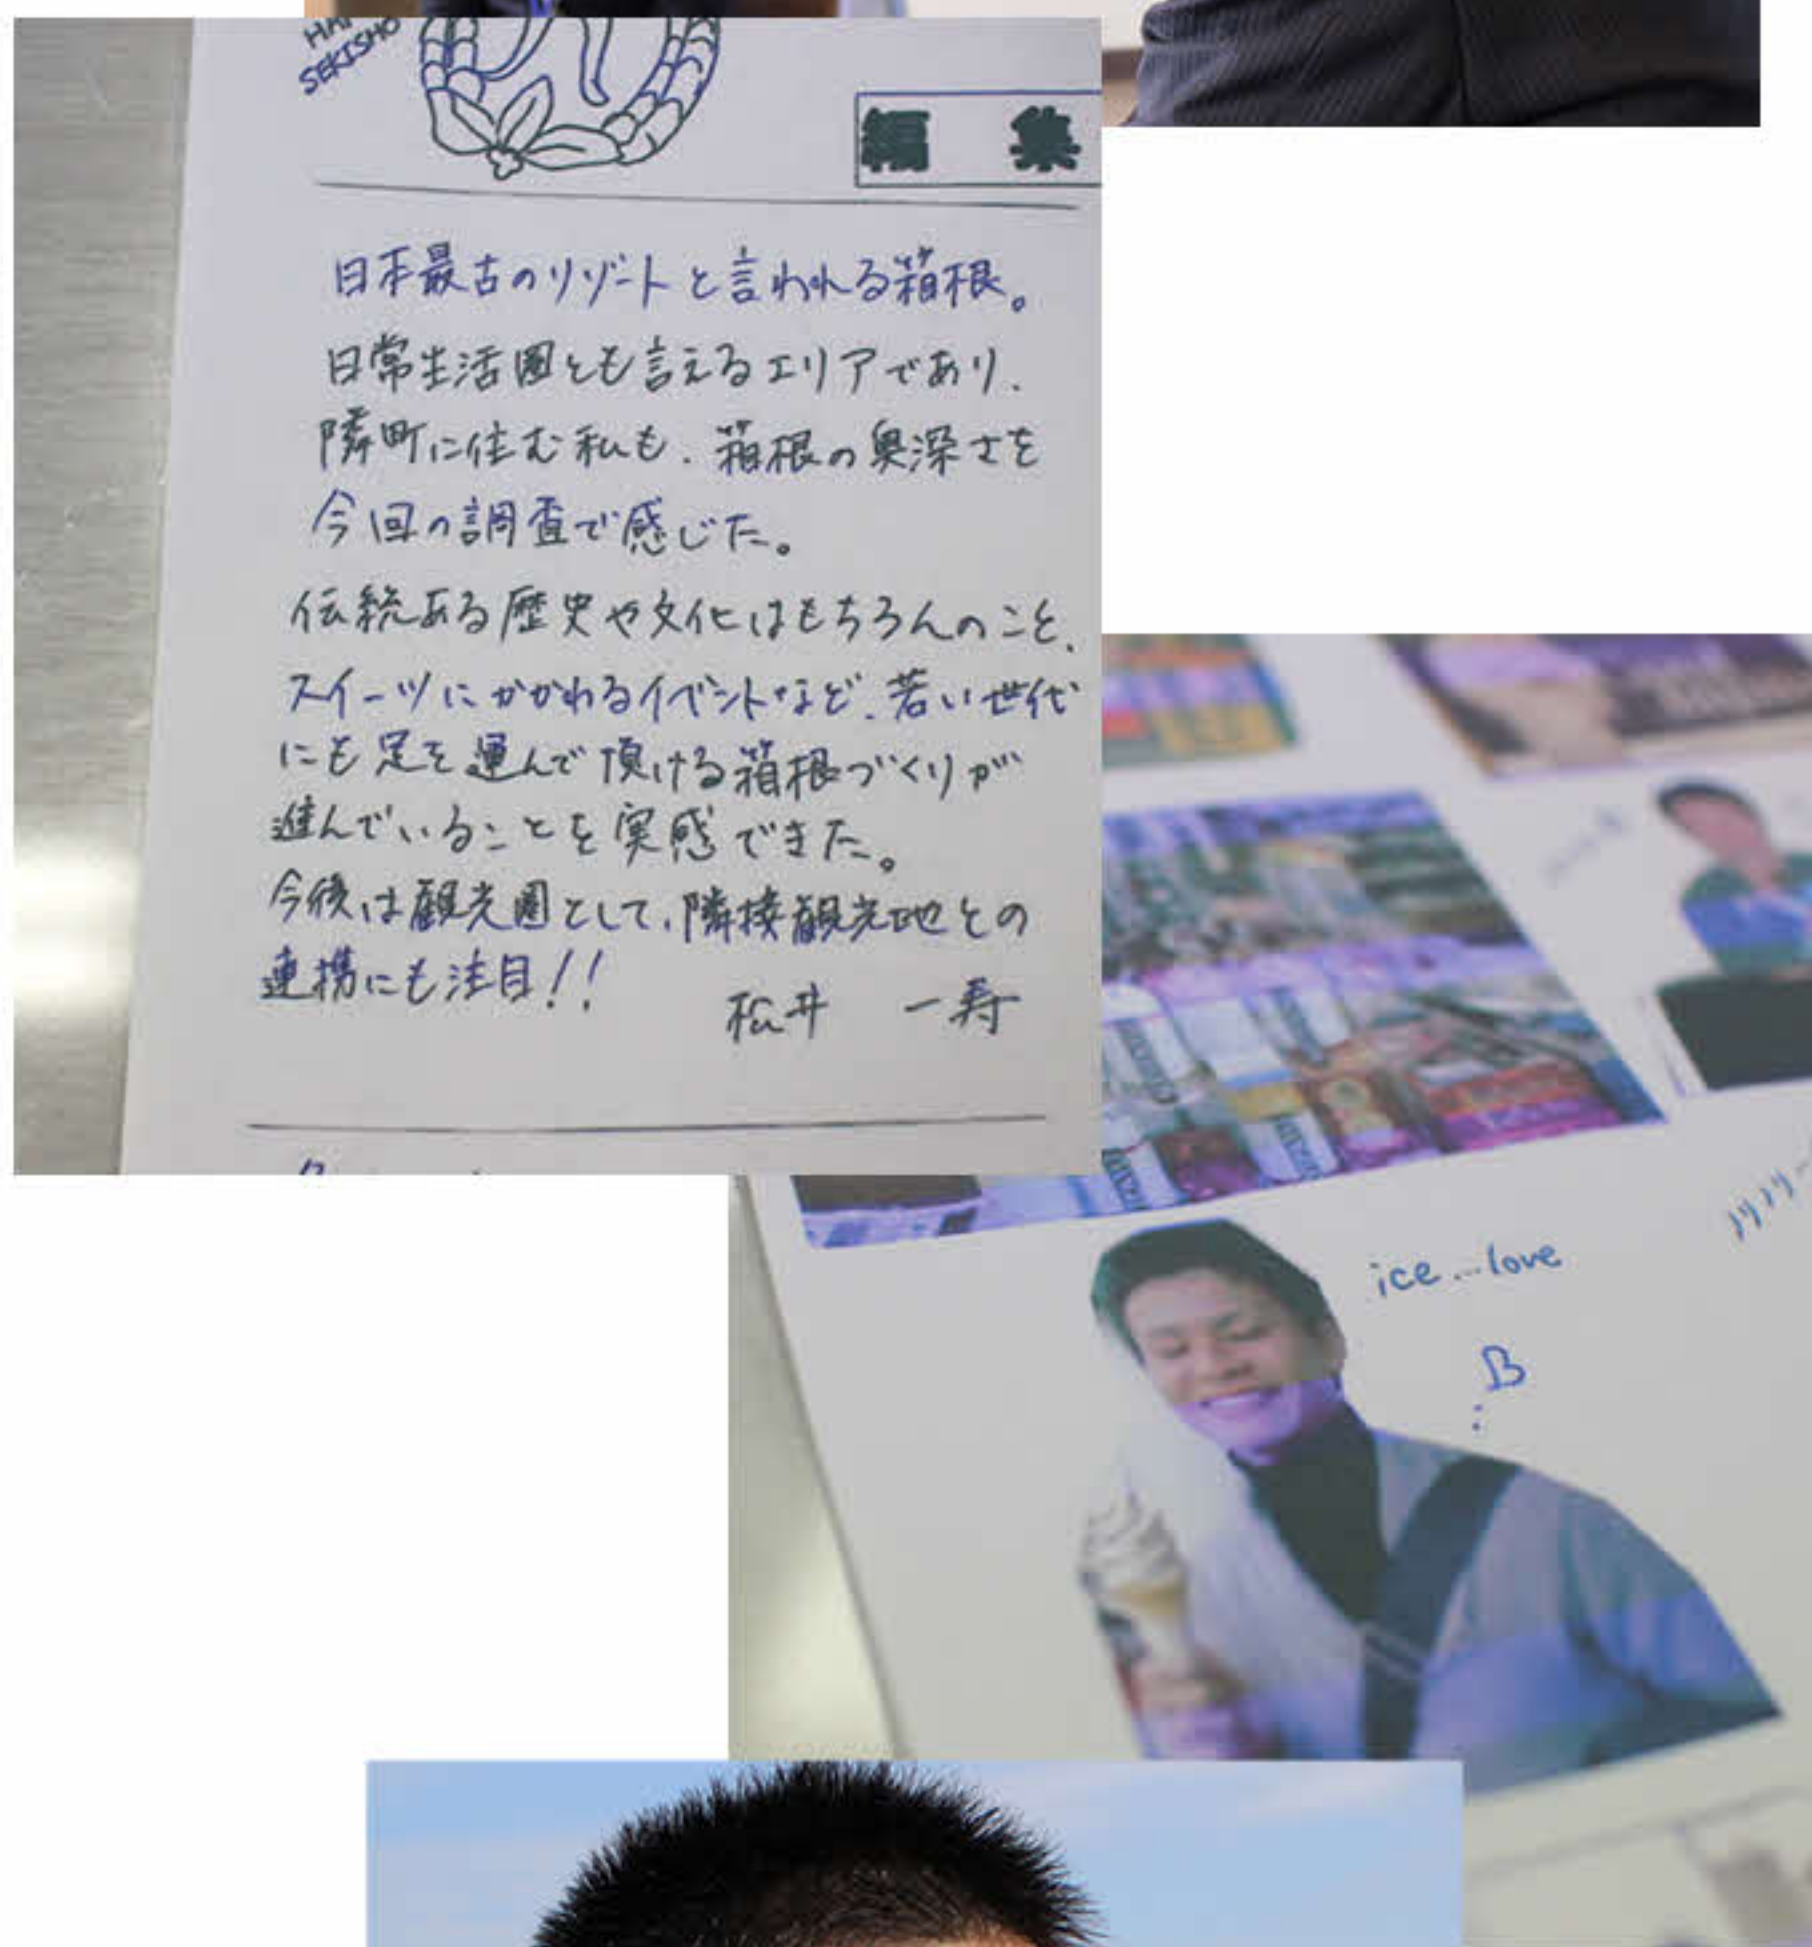 SEKISHO
編 集
日本最古のリゾートと言われる箱根。
日常生活圏とも言えるエリアであり、
隣町に住む私も、箱根の奥深さを
今回の調査で感じた。
伝統ある歴史や文化はもちろんのこと、
スイーツにかかわるイベントなど、若い世代
にも足を運んで頂ける箱根づくりが
進んでいることを実感できた。
今後は観光圏として、隣接観光地との
連携にも注目!!
松井 一寿
ice...love
B